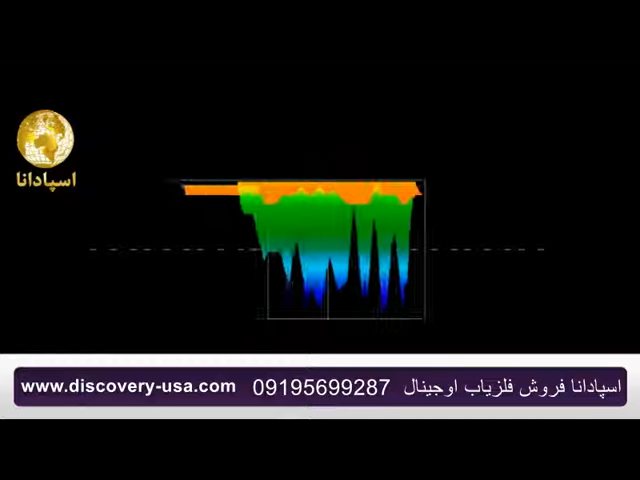 اسپادانا
www.discovery-usa.com 09195699287 اسپادانا فروش فلزیاب اوجینال